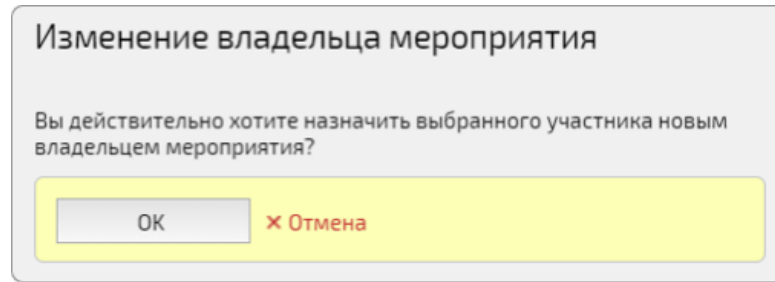 Изменение владельца мероприятия
Вы действительно хотите назначить выбранного участника новым
владельцем мероприятия?
ОК
× Отмена